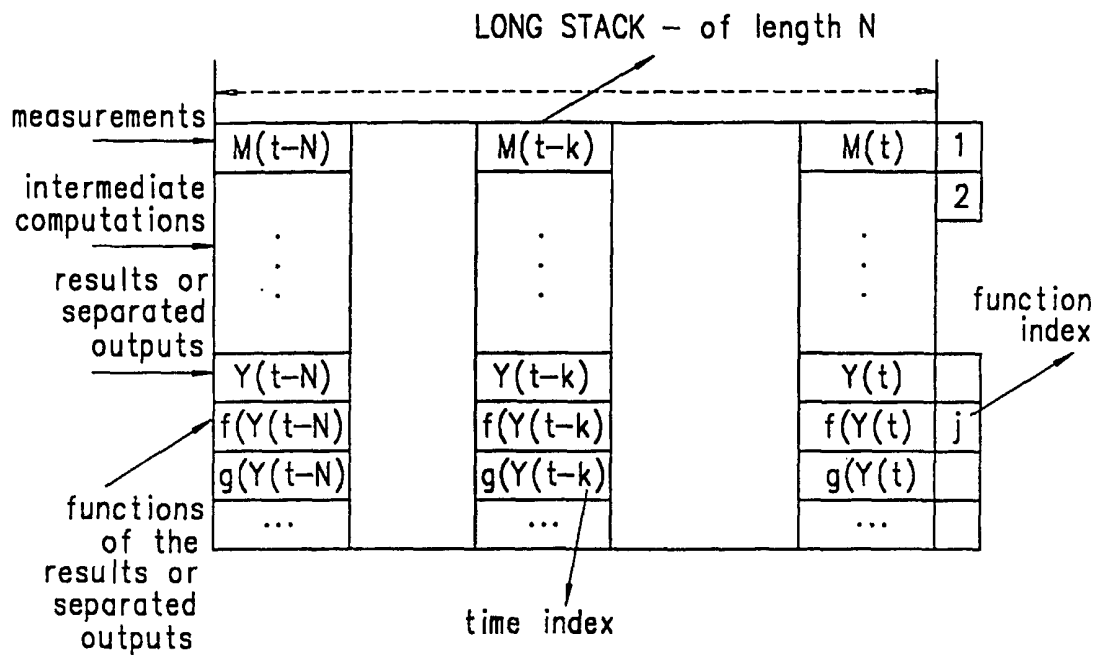 LONG STACK – of length N
measurements
M(t–N) M(t–k) M(t) 1
intermediate
computations
2
.
.
.
.
.
.
.
.
.
results or
separated
outputs
function
index
Y(t–N) Y(t–k) Y(t)
f(Y(t–N) f(Y(t–k) f(Y(t) j
g(Y(t–N) g(Y(t–k) g(Y(t)
... ... ...
functions
of the
results or
separated
outputs
time index